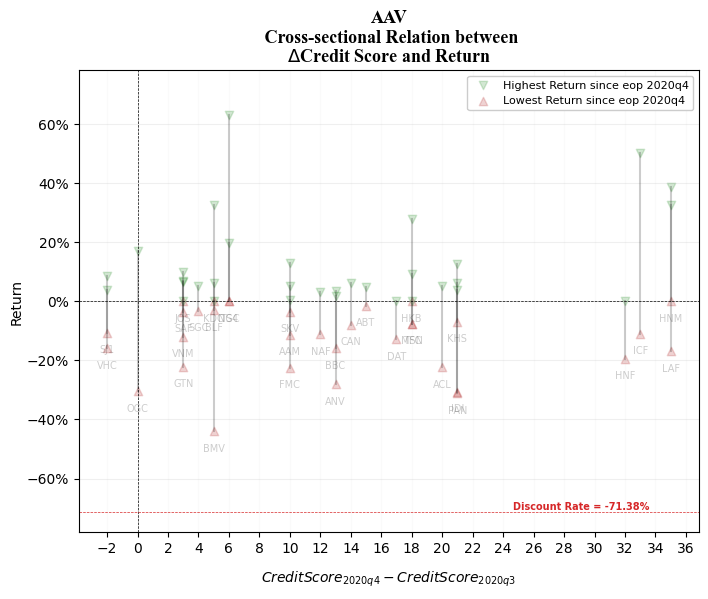 AAV
Cross-sectional Relation between
ΔCredit Score and Return
Highest Return since eop 2020q4
Lowest Return since eop 2020q4
Return
60%
40%
20%
0%
−20%
−40%
−60%
HKB
HNM
ABT
SKV
KHS
CAN
NAF
AAM
ICF
VNM
DAT
VHC
BBC
LAF
GTN
FMC
ACL
HNF
ANV
OGC
PAN
BMV
Discount Rate = -71.38%
−2 0 2 4 6 8 10 12 14 16 18 20 22 24 26 28 30 32 34 36
CreditScore2020q4 − CreditScore2020q3